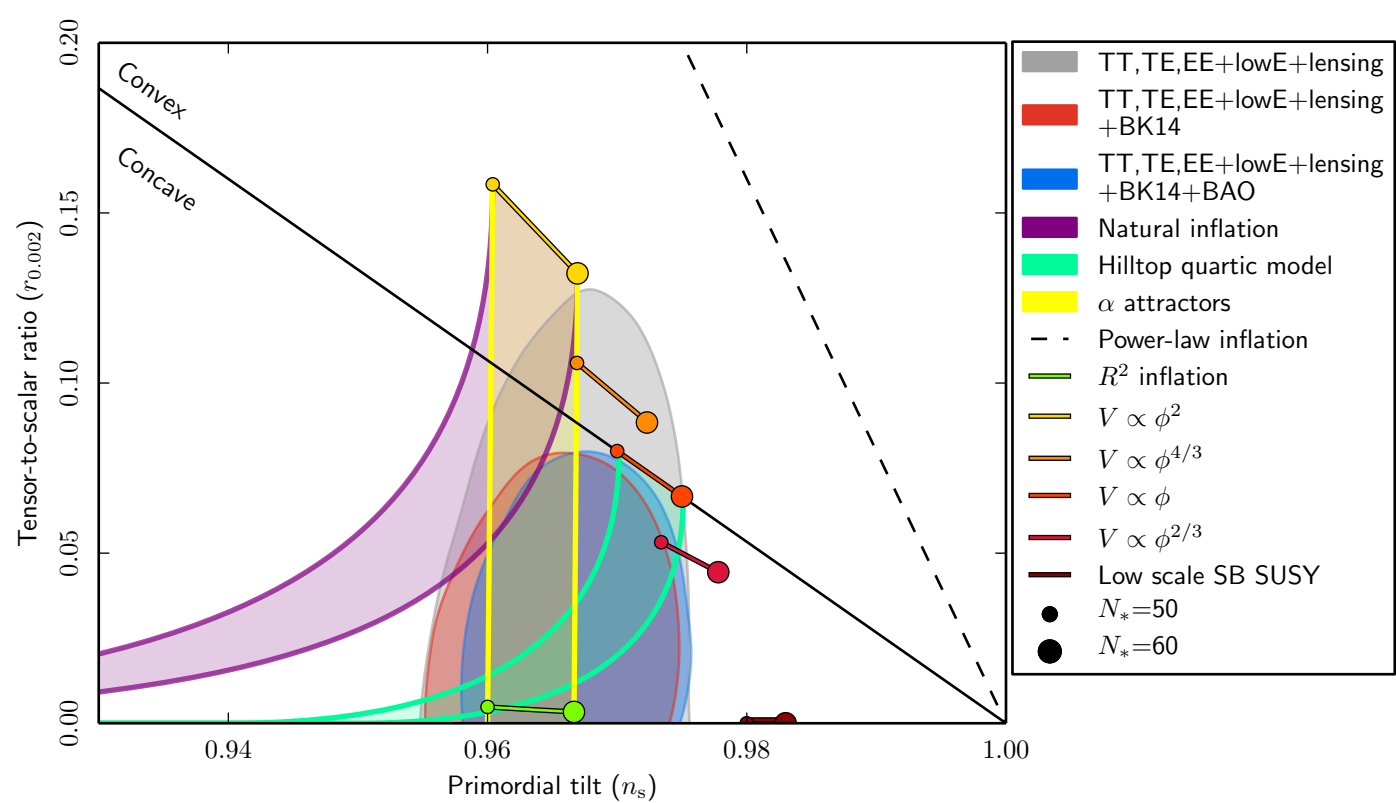 Convex
Concave
Tensor-to-scalar ratio (r₀.₀₀₂)
0.20
0.15
0.10
0.05
0.00
0.94
0.96
0.98
1.00
Primordial tilt (nₛ)
TT,TE,EE+lowE+lensing
TT,TE,EE+lowE+lensing
+BK14
TT,TE,EE+lowE+lensing
+BK14+BAO
Natural inflation
Hilltop quartic model
α attractors
Power-law inflation
R² inflation
V ∝ ϕ²
V ∝ ϕ⁴/³
V ∝ ϕ
V ∝ ϕ²/³
Low scale SB SUSY
N*=50
N*=60